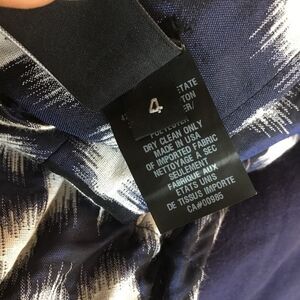 4
POLYESTER
DRY CLEAN ONLY
MADE IN USA
OF IMPORTED FABRIC
NETTOYAGE A SEC
SEULEMENT
FABRIQUE AUX
ETATS UNIS
DE TISSUS IMPORTE
CA#00985